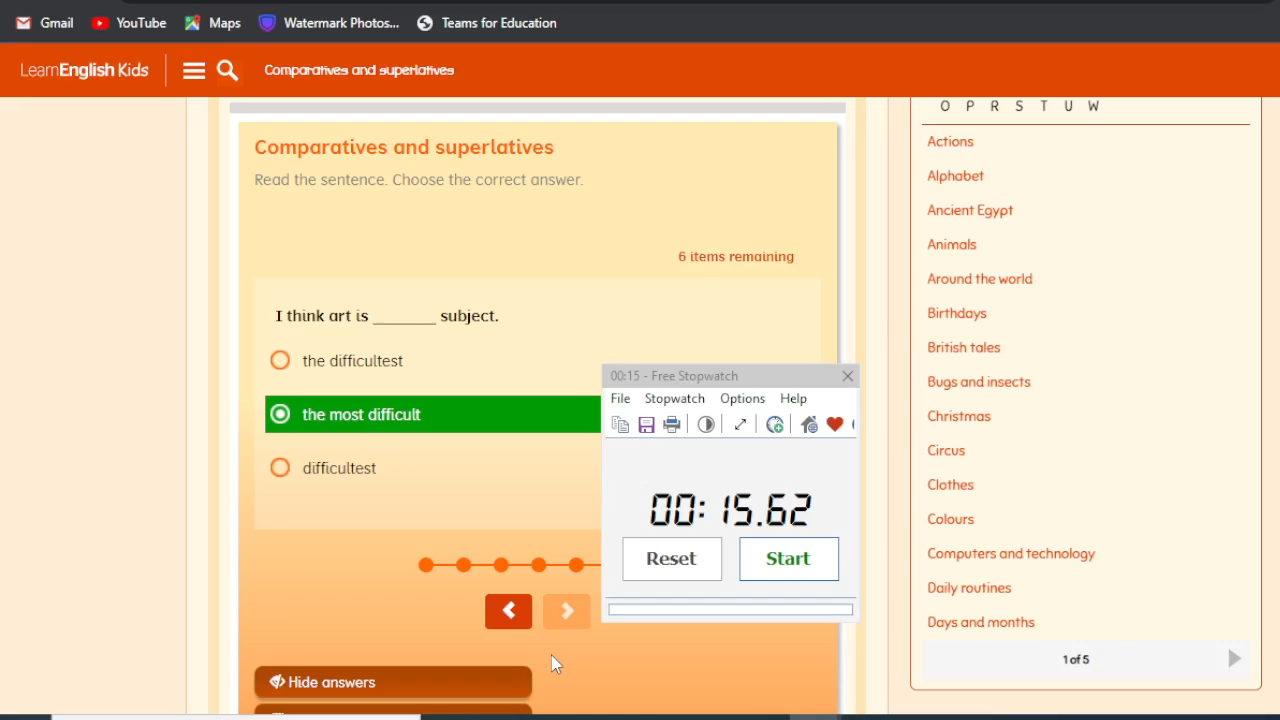 Gmail YouTube Maps Watermark Photos... Teams for Education
LearnEnglish Kids Comparatives and superlatives
Comparatives and superlatives
Read the sentence. Choose the correct answer.
6 items remaining
I think art is _______ subject.
the difficultest
the most difficult
difficultest
00:15 - Free Stopwatch
File Stopwatch Options Help
00:15.62
Reset Start
Hide answers
O P R S T U W
Actions
Alphabet
Ancient Egypt
Animals
Around the world
Birthdays
British tales
Bugs and insects
Christmas
Circus
Clothes
Colours
Computers and technology
Daily routines
Days and months
1 of 5